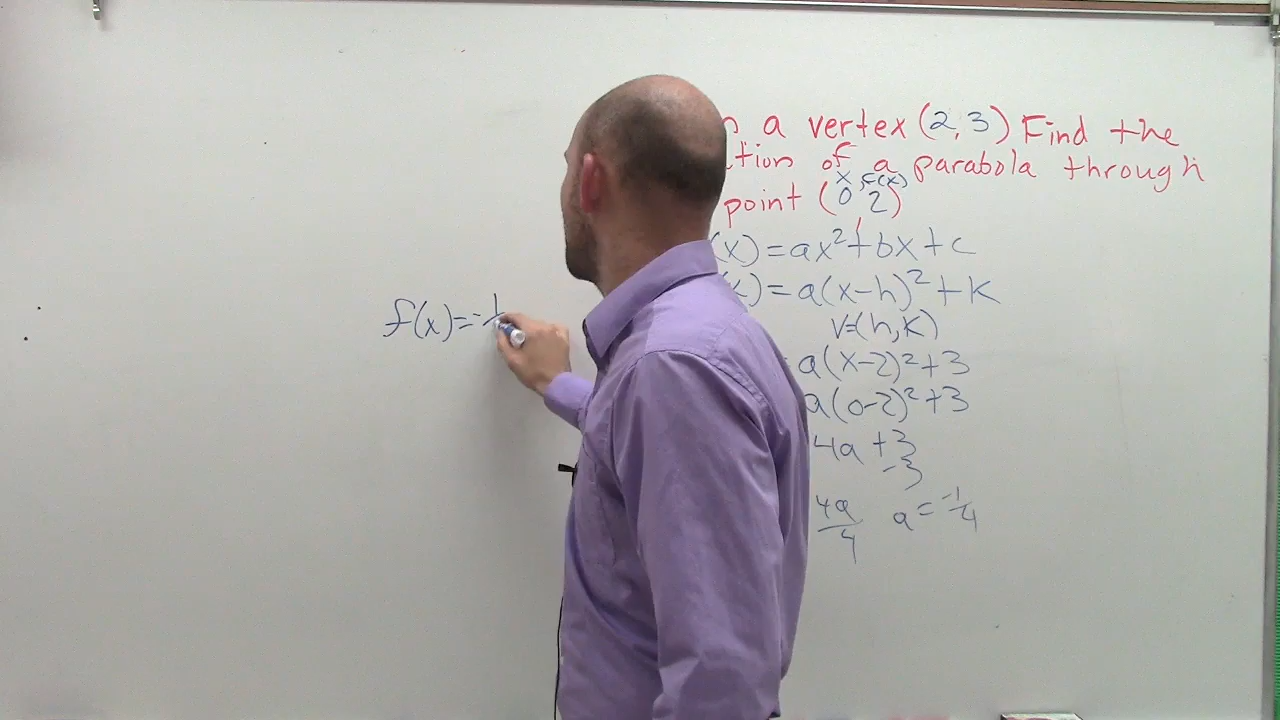 a vertex (2,3) Find the
of a parabola through
x f(x)
point (0, 2)
(x)=ax²+bx+c
)=a(x-h)²+k
v=(h,k)
f(x)=-1
a(x-2)²+3
a(0-2)²+3
4a +3
-3
4a/4 a=-1/4